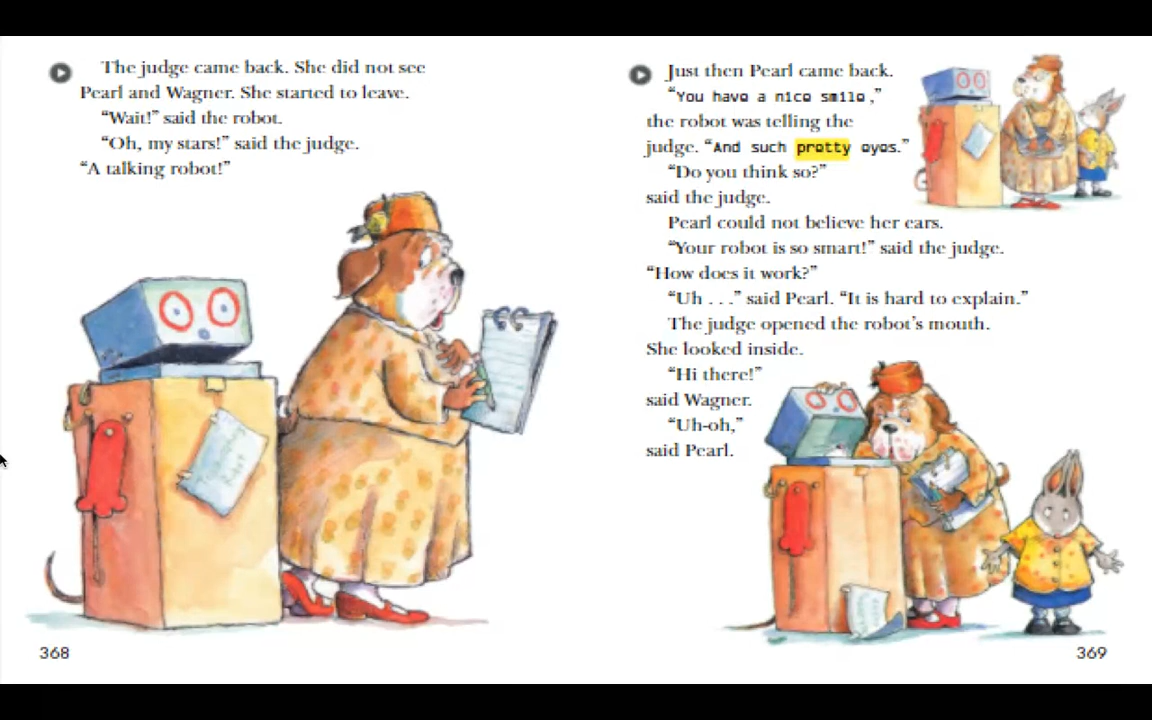 The judge came back. She did not see
Pearl and Wagner. She started to leave.
“Wait!” said the robot.
“Oh, my stars!” said the judge.
“A talking robot!”
368
Just then Pearl came back.
“You have a nice smile,”
the robot was telling the
judge. “And such pretty eyes.”
“Do you think so?”
said the judge.
Pearl could not believe her ears.
“Your robot is so smart!” said the judge.
“How does it work?”
“Uh . . .” said Pearl. “It is hard to explain.”
The judge opened the robot’s mouth.
She looked inside.
“Hi there!”
said Wagner.
“Uh-oh,”
said Pearl.
369